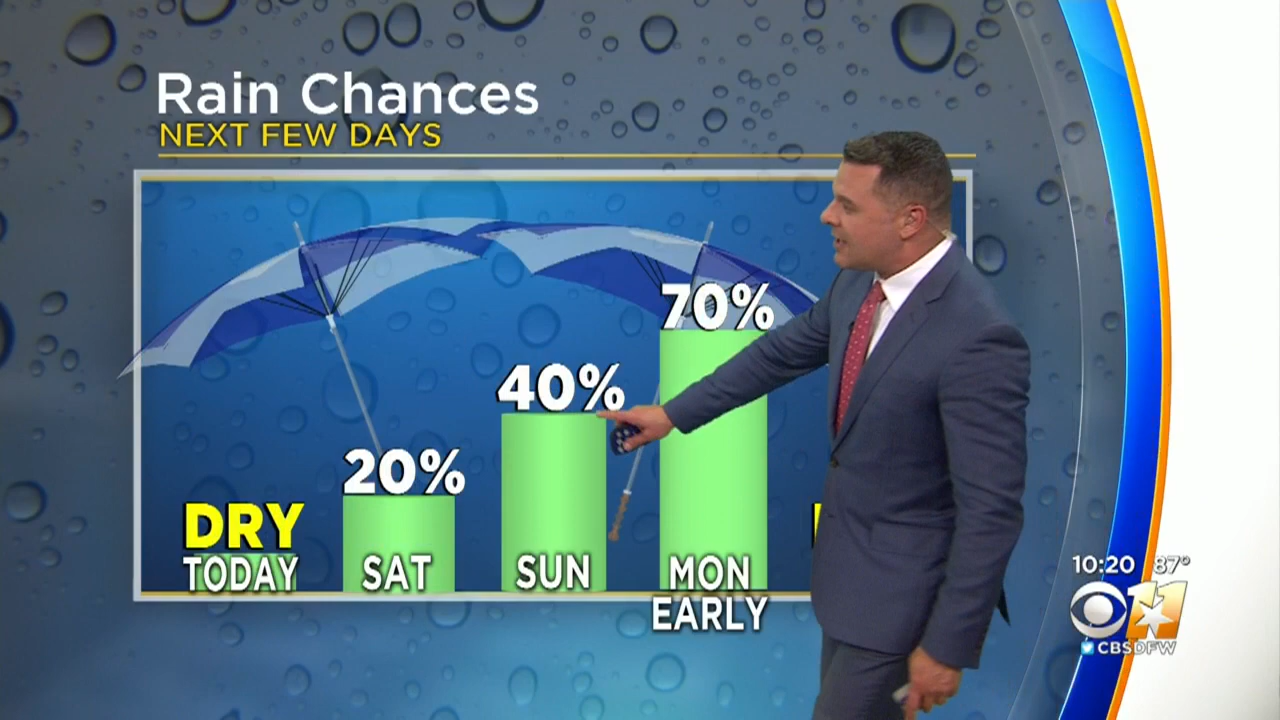 Rain Chances
NEXT FEW DAYS
70%
40%
20%
DRY
TODAY
SAT
SUN
MON
EARLY
10:20 87°
11
CBSDFW